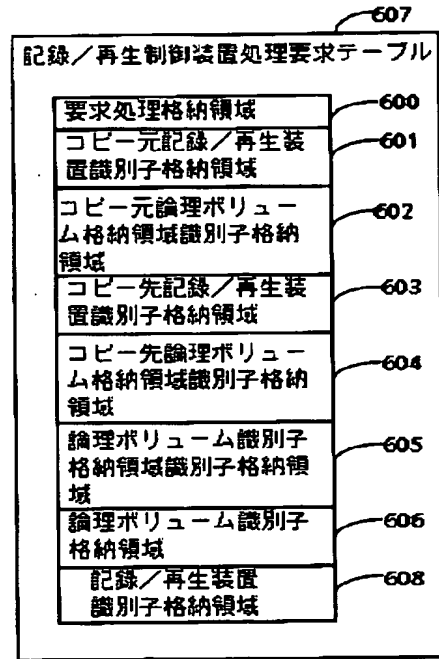 607
記録／再生制御装置処理要求テーブル
要求処理格納領域
600
コピー元記録／再生装
置識別子格納領域
601
コピー元論理ボリュー
ム格納領域識別子格納
領域
602
コピー先記録／再生装
置識別子格納領域
603
コピー先論理ボリュー
ム格納領域識別子格納
領域
604
論理ボリューム識別子
格納領域識別子格納領
域
605
論理ボリューム識別子
格納領域
606
記録／再生装置
識別子格納領域
608